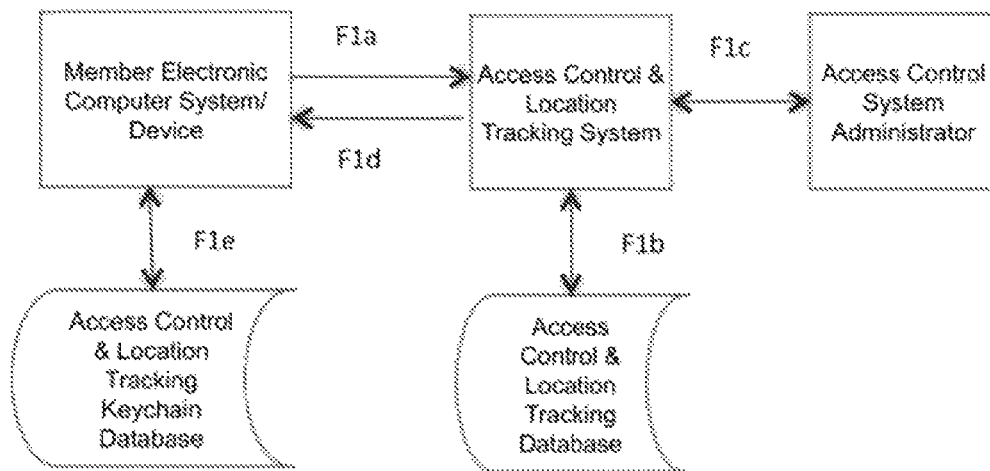 F1a
F1c
Member Electronic
Computer System/
Device
Access Control &
Location
Tracking System
Access Control
System
Administrator
F1d
F1e
F1b
Access Control
& Location
Tracking
Keychain
Database
Access
Control &
Location
Tracking
Database